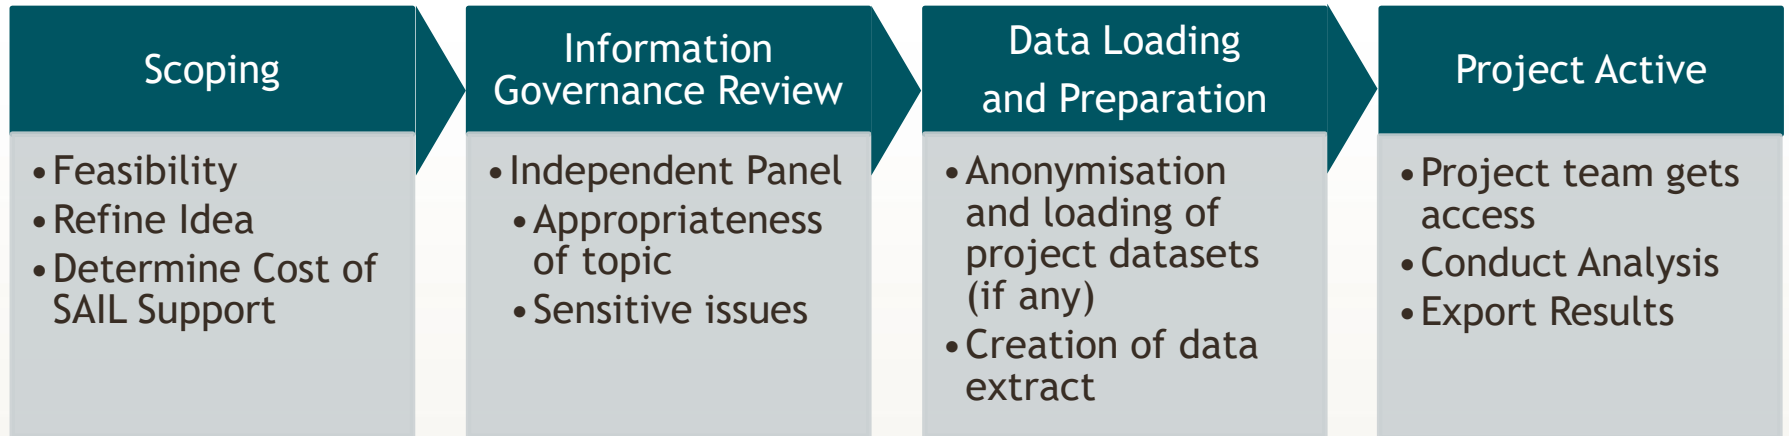 Scoping
•Feasibility
•Refine Idea
•Determine Cost of
SAIL Support
Information
Governance Review
•Independent Panel
•Appropriateness
of topic
•Sensitive issues
Data Loading
and Preparation
•Anonymisation
and loading of
project datasets
(if any)
•Creation of data
extract
Project Active
•Project team gets
access
•Conduct Analysis
•Export Results